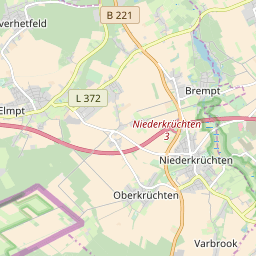 B 221
verhetfeld
Brempt
L 372
Elmpt
Niederkrüchten
3
Niederkrüchten
Oberkrüchten
Varbrook